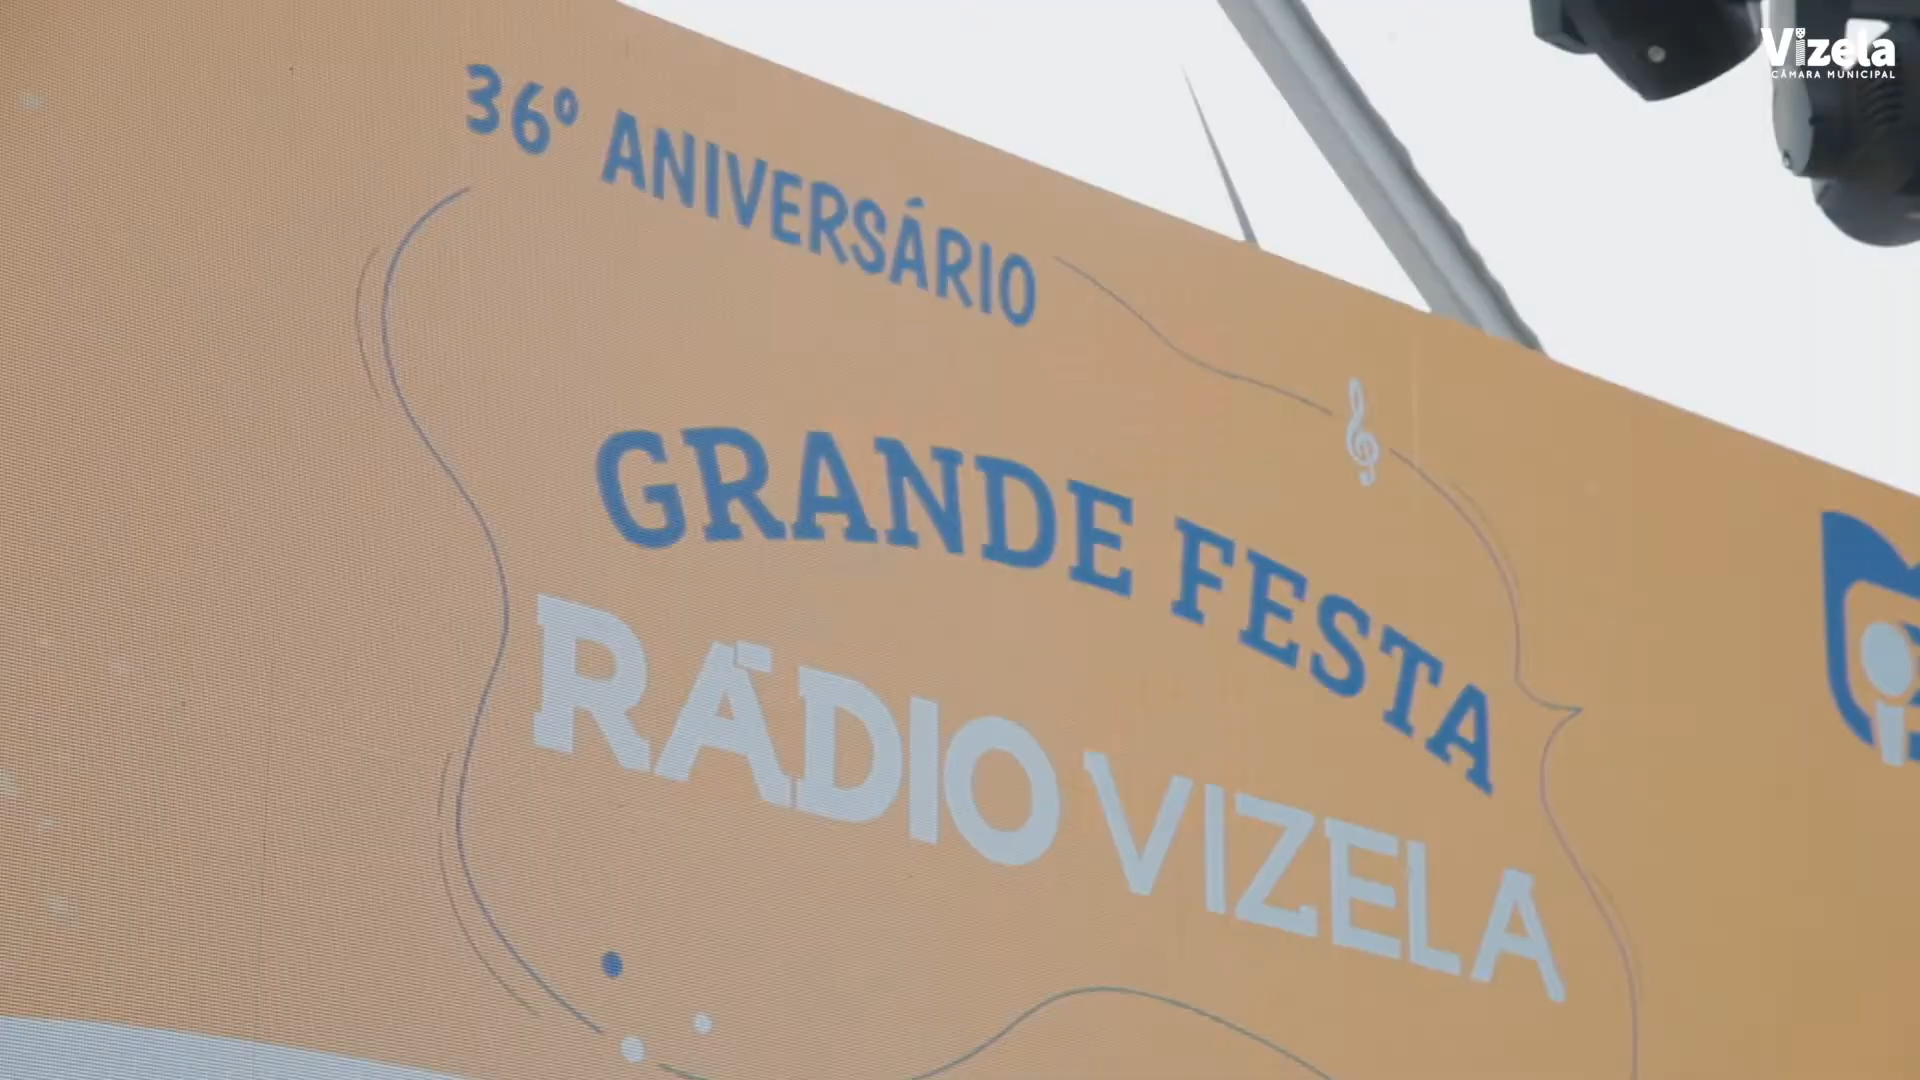 Vizela
CÂMARA MUNICIPAL
36º ANIVERSÁRIO
GRANDE FESTA
RÁDIO VIZELA